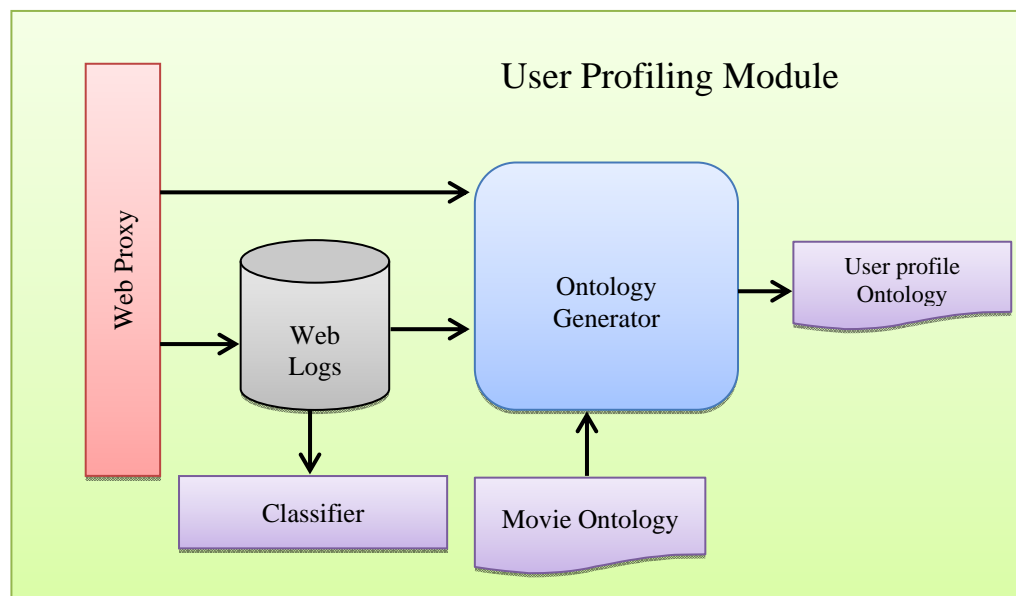 User Profiling Module
Web Proxy
Web
Logs
Ontology
Generator
User profile
Ontology
Classifier
Movie Ontology